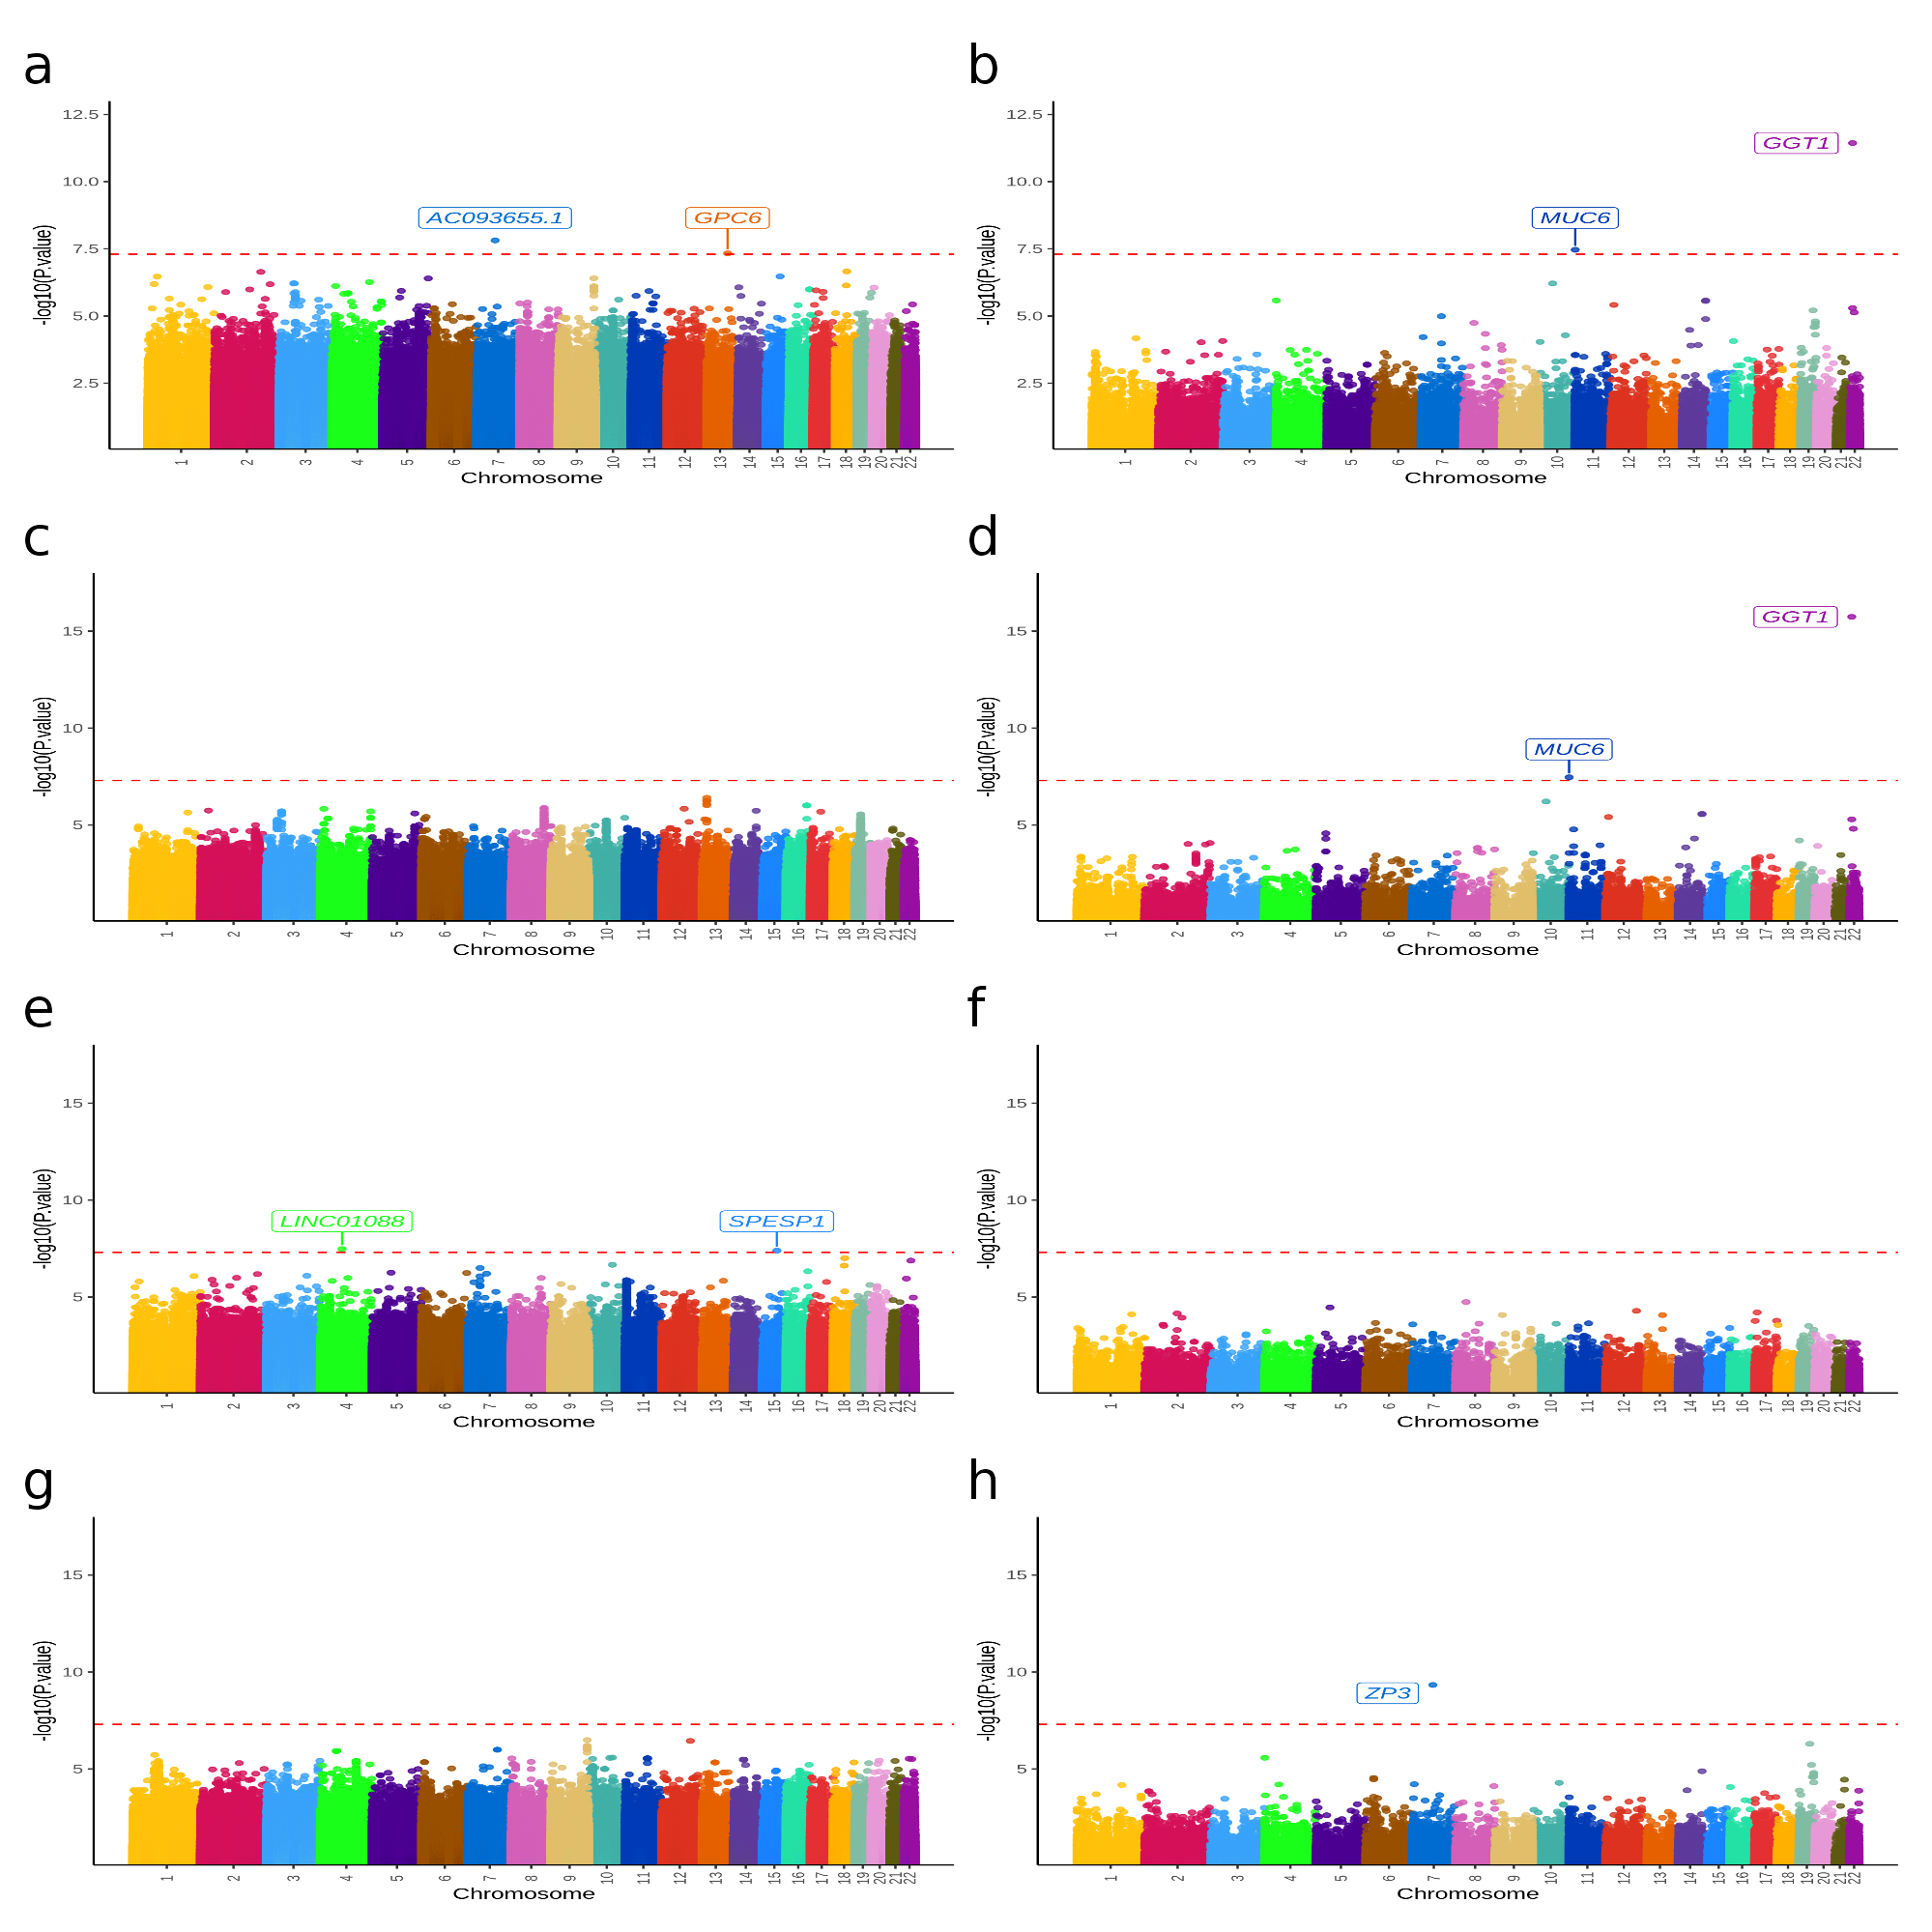 a
12.5
10.0
7.5
5.0
2.5
-log10(P.value)
AC093655.1
GPC6
1 2 3 4 5 6 7 8 9 10 11 12 13 14 15 16 17 18 19 20 21 22
Chromosome
b
12.5
10.0
7.5
5.0
2.5
-log10(P.value)
GGT1
MUC6
1 2 3 4 5 6 7 8 9 10 11 12 13 14 15 16 17 18 19 20 21 22
Chromosome
c
15
10
5
-log10(P.value)
1 2 3 4 5 6 7 8 9 10 11 12 13 14 15 16 17 18 19 20 21 22
Chromosome
d
15
10
5
-log10(P.value)
GGT1
MUC6
1 2 3 4 5 6 7 8 9 10 11 12 13 14 15 16 17 18 19 20 21 22
Chromosome
e
15
10
5
-log10(P.value)
LINC01088
SPESP1
1 2 3 4 5 6 7 8 9 10 11 12 13 14 15 16 17 18 19 20 21 22
Chromosome
f
15
10
5
-log10(P.value)
1 2 3 4 5 6 7 8 9 10 11 12 13 14 15 16 17 18 19 20 21 22
Chromosome
g
15
10
5
-log10(P.value)
1 2 3 4 5 6 7 8 9 10 11 12 13 14 15 16 17 18 19 20 21 22
Chromosome
h
15
10
5
-log10(P.value)
ZP3
1 2 3 4 5 6 7 8 9 10 11 12 13 14 15 16 17 18 19 20 21 22
Chromosome